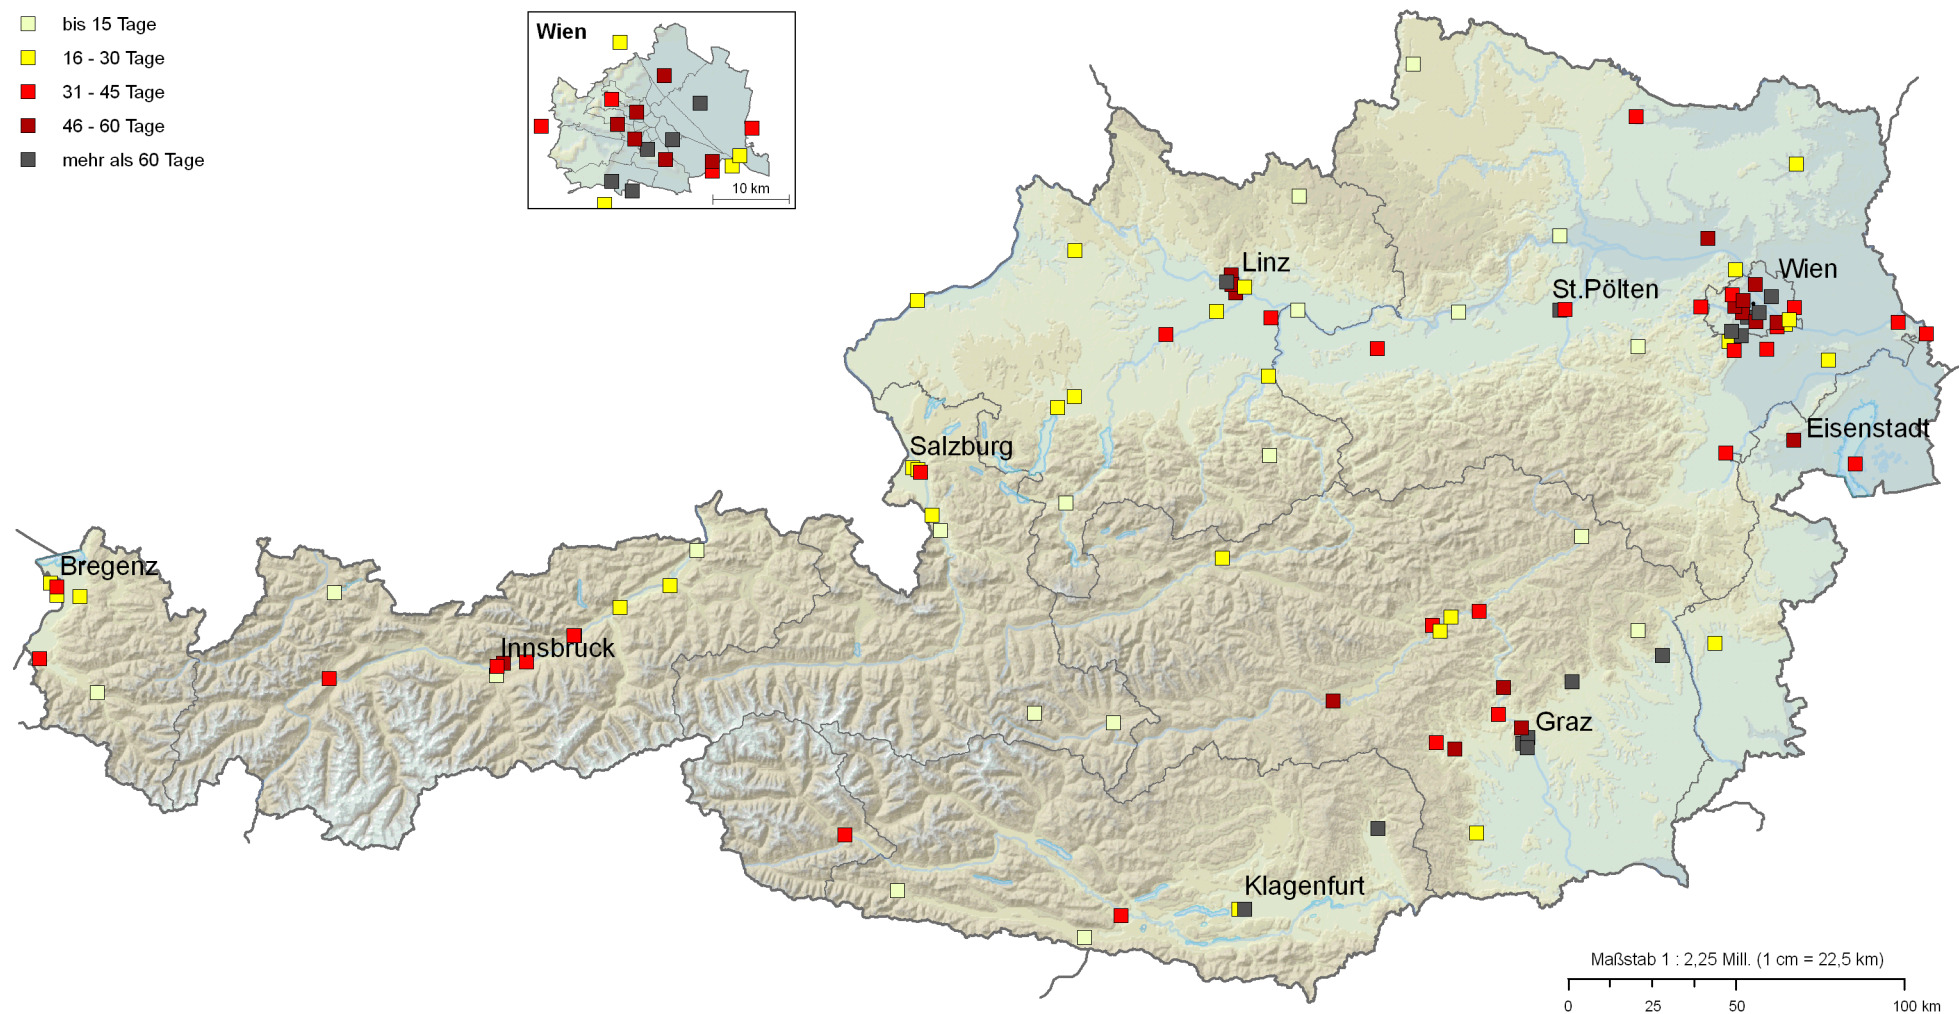 bis 15 Tage
16 - 30 Tage
31 - 45 Tage
46 - 60 Tage
mehr als 60 Tage
Wien
10 km
Linz
Wien
St.Pölten
Eisenstadt
Salzburg
Bregenz
Innsbruck
Graz
Klagenfurt
Maßstab 1 : 2,25 Mill. (1 cm = 22,5 km)
0 25 50 100 km